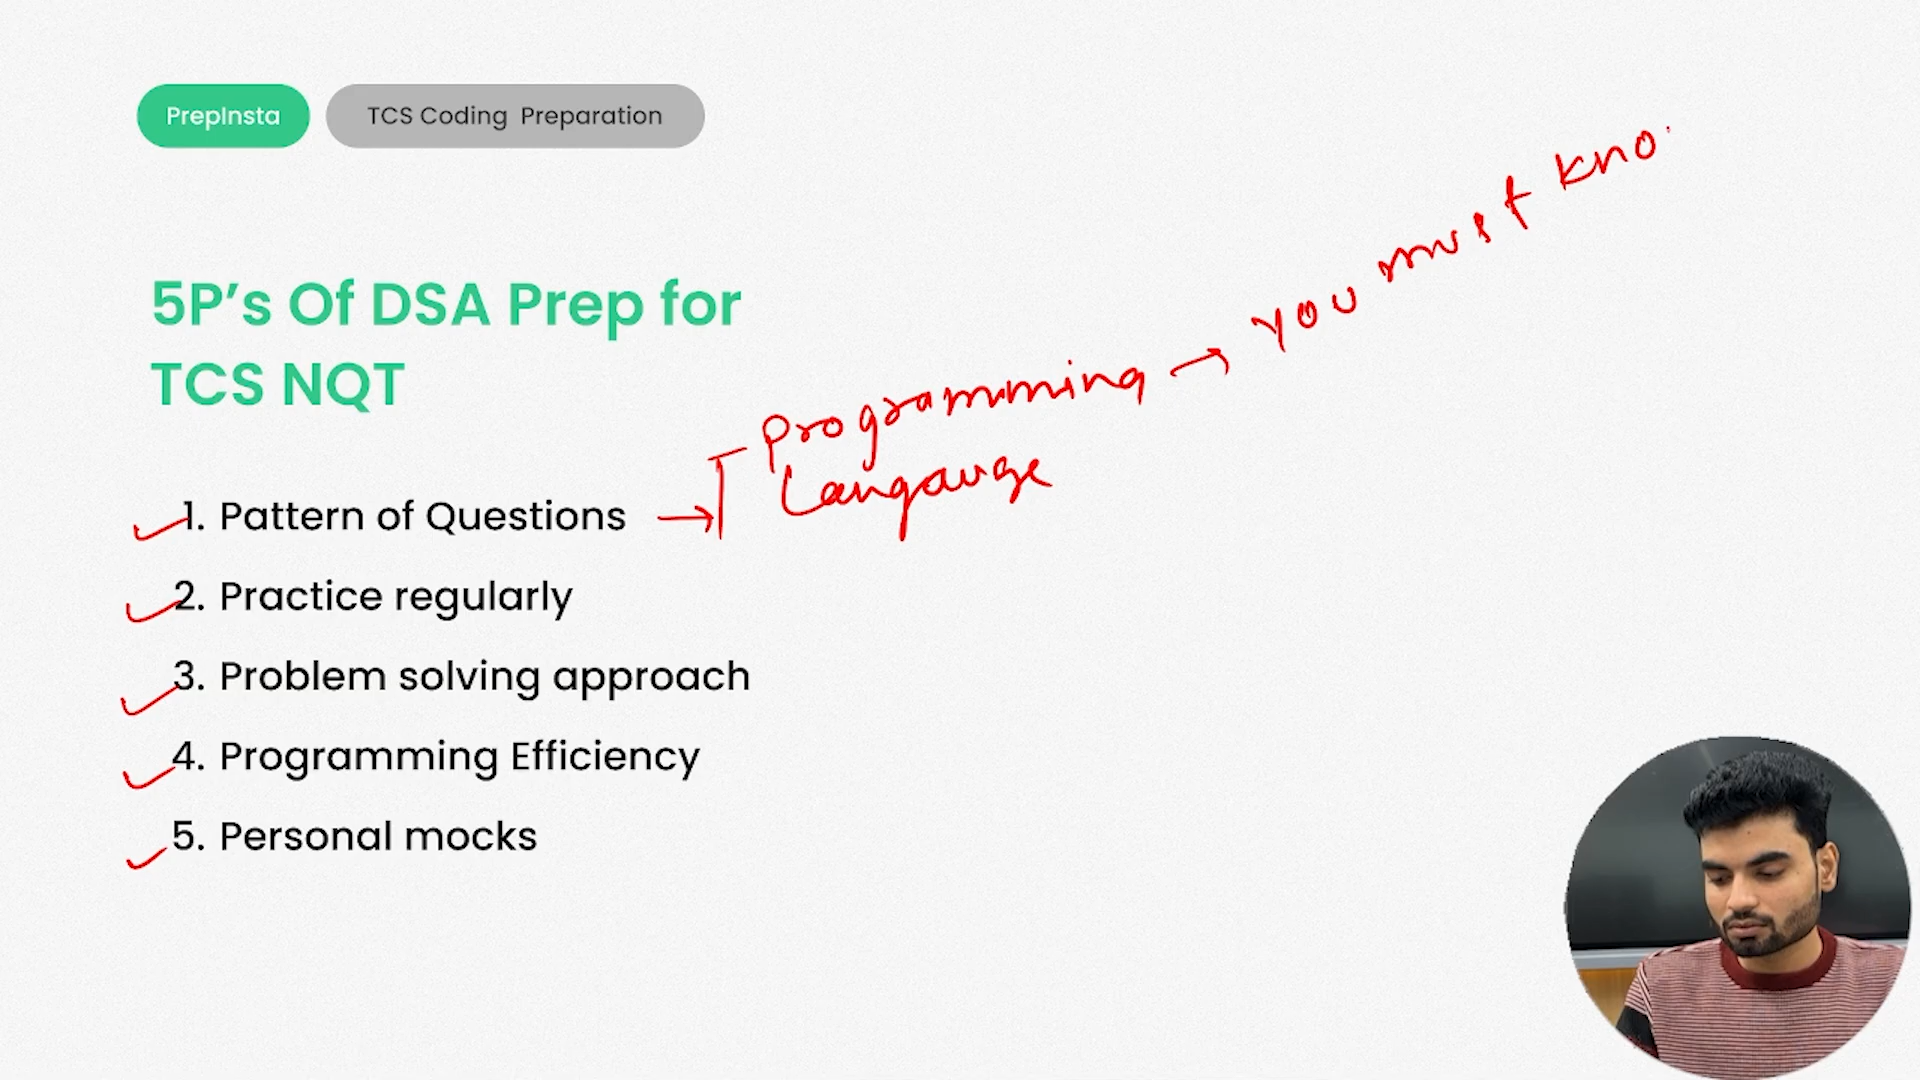 PrepInsta
TCS Coding Preparation
5P’s Of DSA Prep for
TCS NQT
1. Pattern of Questions
2. Practice regularly
3. Problem solving approach
4. Programming Efficiency
5. Personal mocks
Programming → You must kno
Langauge